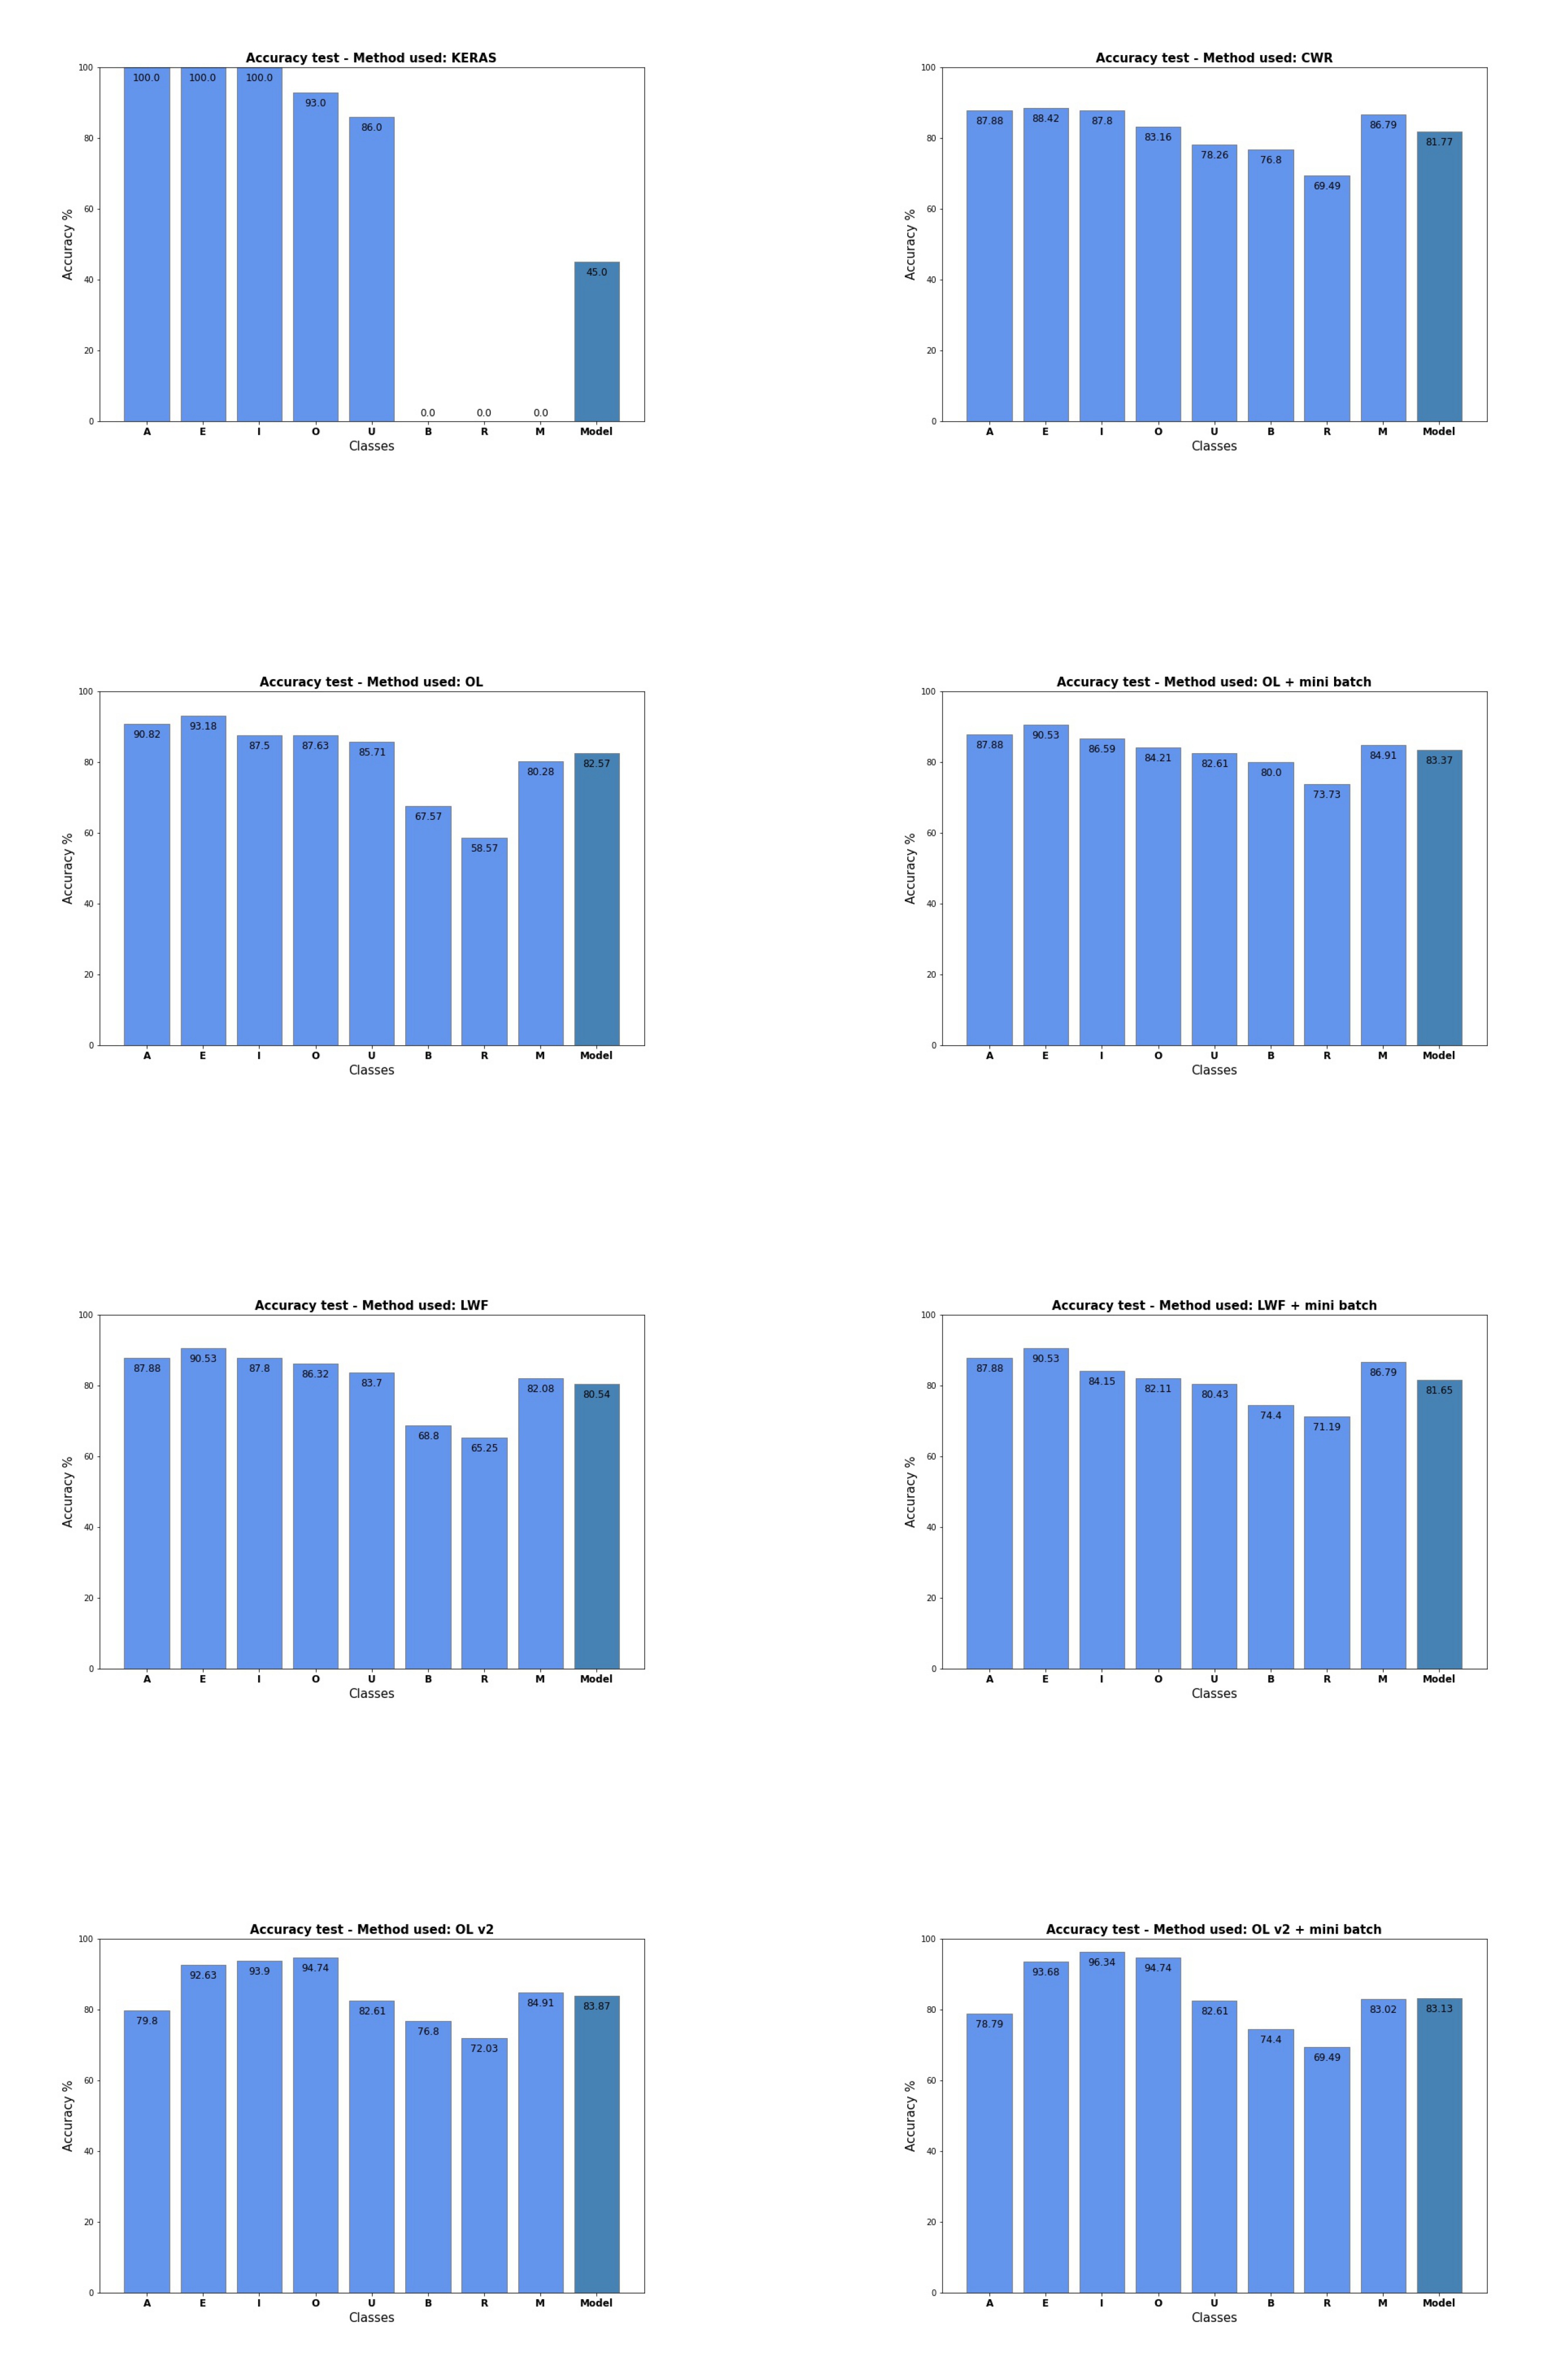 Accuracy test - Method used: KERAS
100
80
60
40
20
0
Accuracy %
100.0 100.0 100.0 93.0 86.0 0.0 0.0 0.0 45.0
A E I O U B R M Model
Classes
Accuracy test - Method used: CWR
100
80
60
40
20
0
Accuracy %
87.88 88.42 87.8 83.16 78.26 76.8 69.49 86.79 81.77
A E I O U B R M Model
Classes
Accuracy test - Method used: OL
100
80
60
40
20
0
Accuracy %
90.82 93.18 87.5 87.63 85.71 67.57 58.57 80.28 82.57
A E I O U B R M Model
Classes
Accuracy test - Method used: OL + mini batch
100
80
60
40
20
0
Accuracy %
87.88 90.53 86.59 84.21 82.61 80.0 73.73 84.91 83.37
A E I O U B R M Model
Classes
Accuracy test - Method used: LWF
100
80
60
40
20
0
Accuracy %
87.88 90.53 87.8 86.32 83.7 68.8 65.25 82.08 80.54
A E I O U B R M Model
Classes
Accuracy test - Method used: LWF + mini batch
100
80
60
40
20
0
Accuracy %
87.88 90.53 84.15 82.11 80.43 74.4 71.19 86.79 81.65
A E I O U B R M Model
Classes
Accuracy test - Method used: OL v2
100
80
60
40
20
0
Accuracy %
79.8 92.63 93.9 94.74 82.61 76.8 72.03 84.91 83.87
A E I O U B R M Model
Classes
Accuracy test - Method used: OL v2 + mini batch
100
80
60
40
20
0
Accuracy %
78.79 93.68 96.34 94.74 82.61 74.4 69.49 83.02 83.13
A E I O U B R M Model
Classes